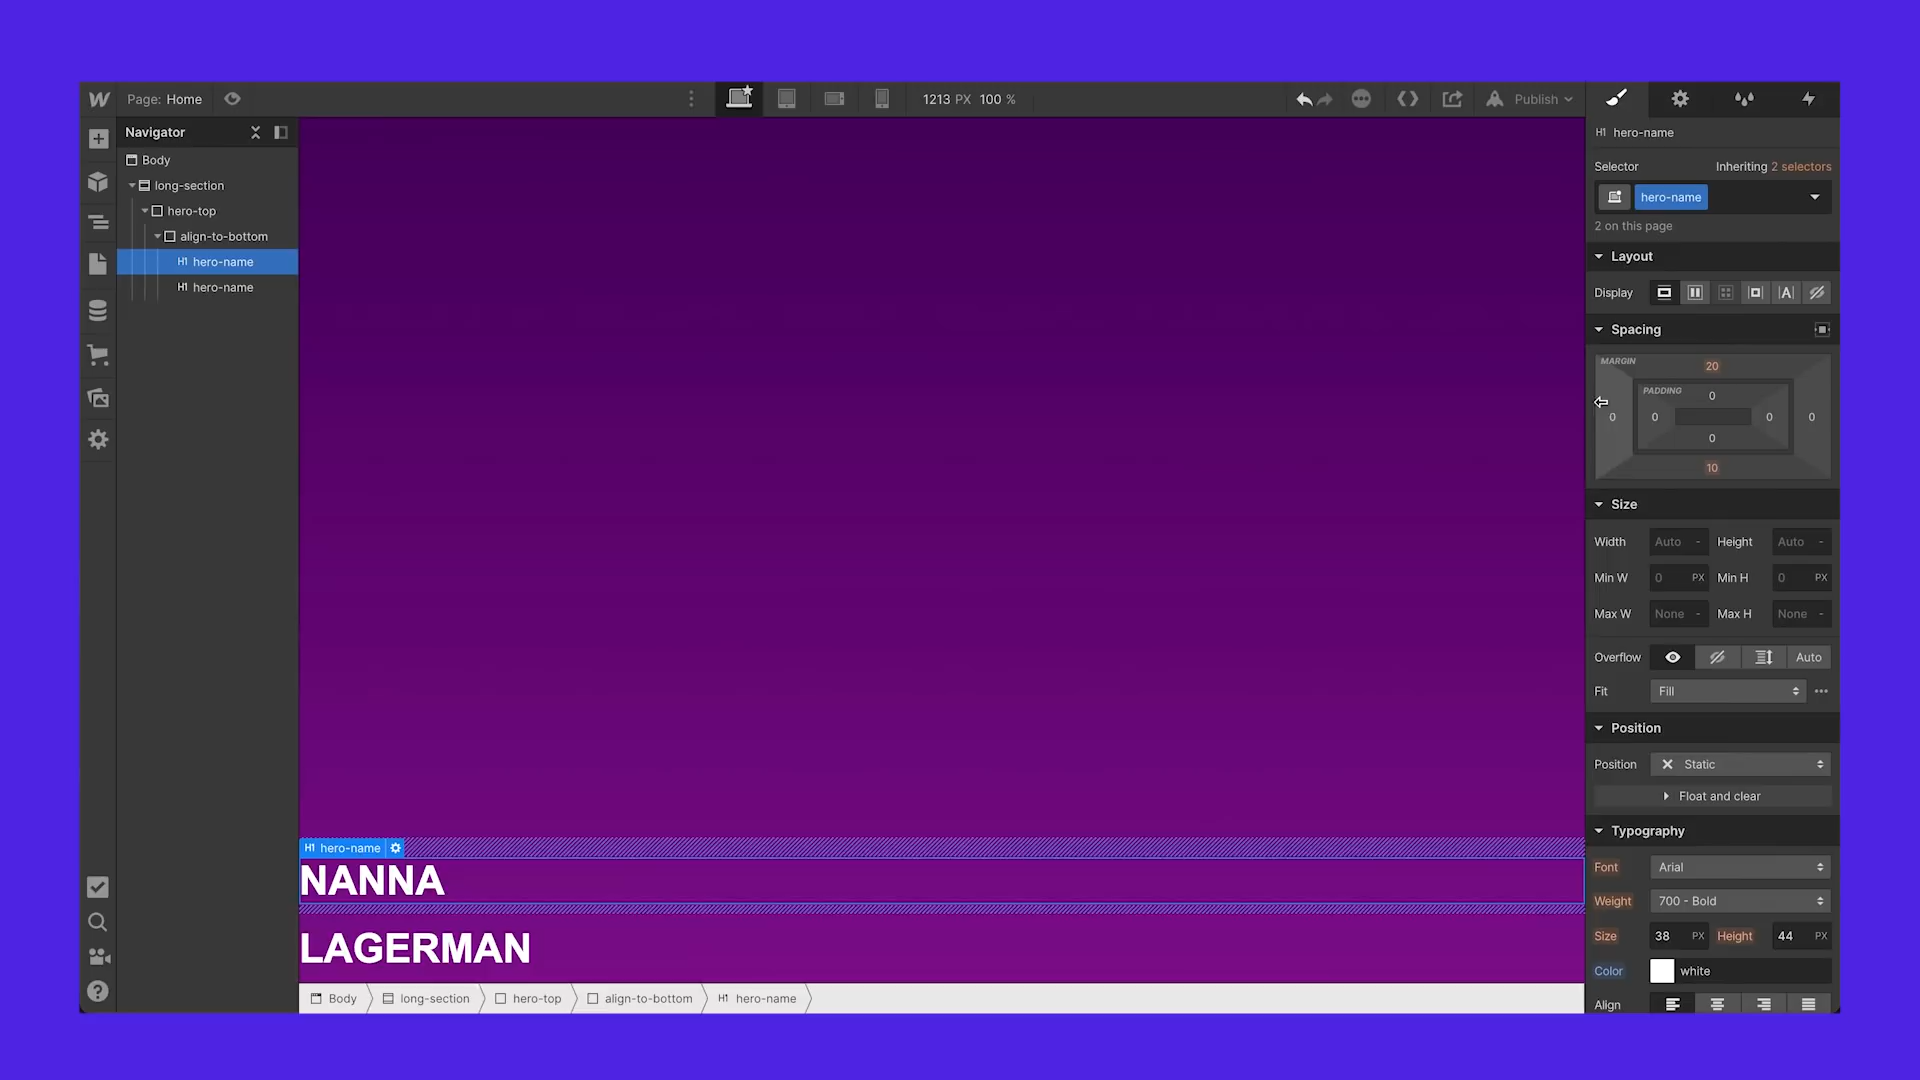 Page: Home
1213 PX 100 %
Publish
Navigator
Body
long-section
hero-top
align-to-bottom
H1 hero-name
H1 hero-name
H1 hero-name
NANNA
LAGERMAN
Body
long-section
hero-top
align-to-bottom
H1 hero-name
H1 hero-name
Selector
Inheriting 2 selectors
hero-name
2 on this page
Layout
Display
Spacing
MARGIN
20
PADDING
0
0 0 0 0
0
10
Size
Width Auto - Height Auto -
Min W 0 PX Min H 0 PX
Max W None - Max H None -
Overflow Auto
Fit Fill
Position
Position Static
Float and clear
Typography
Font Arial
Weight 700 - Bold
Size 38 PX Height 44 PX
Color white
Align